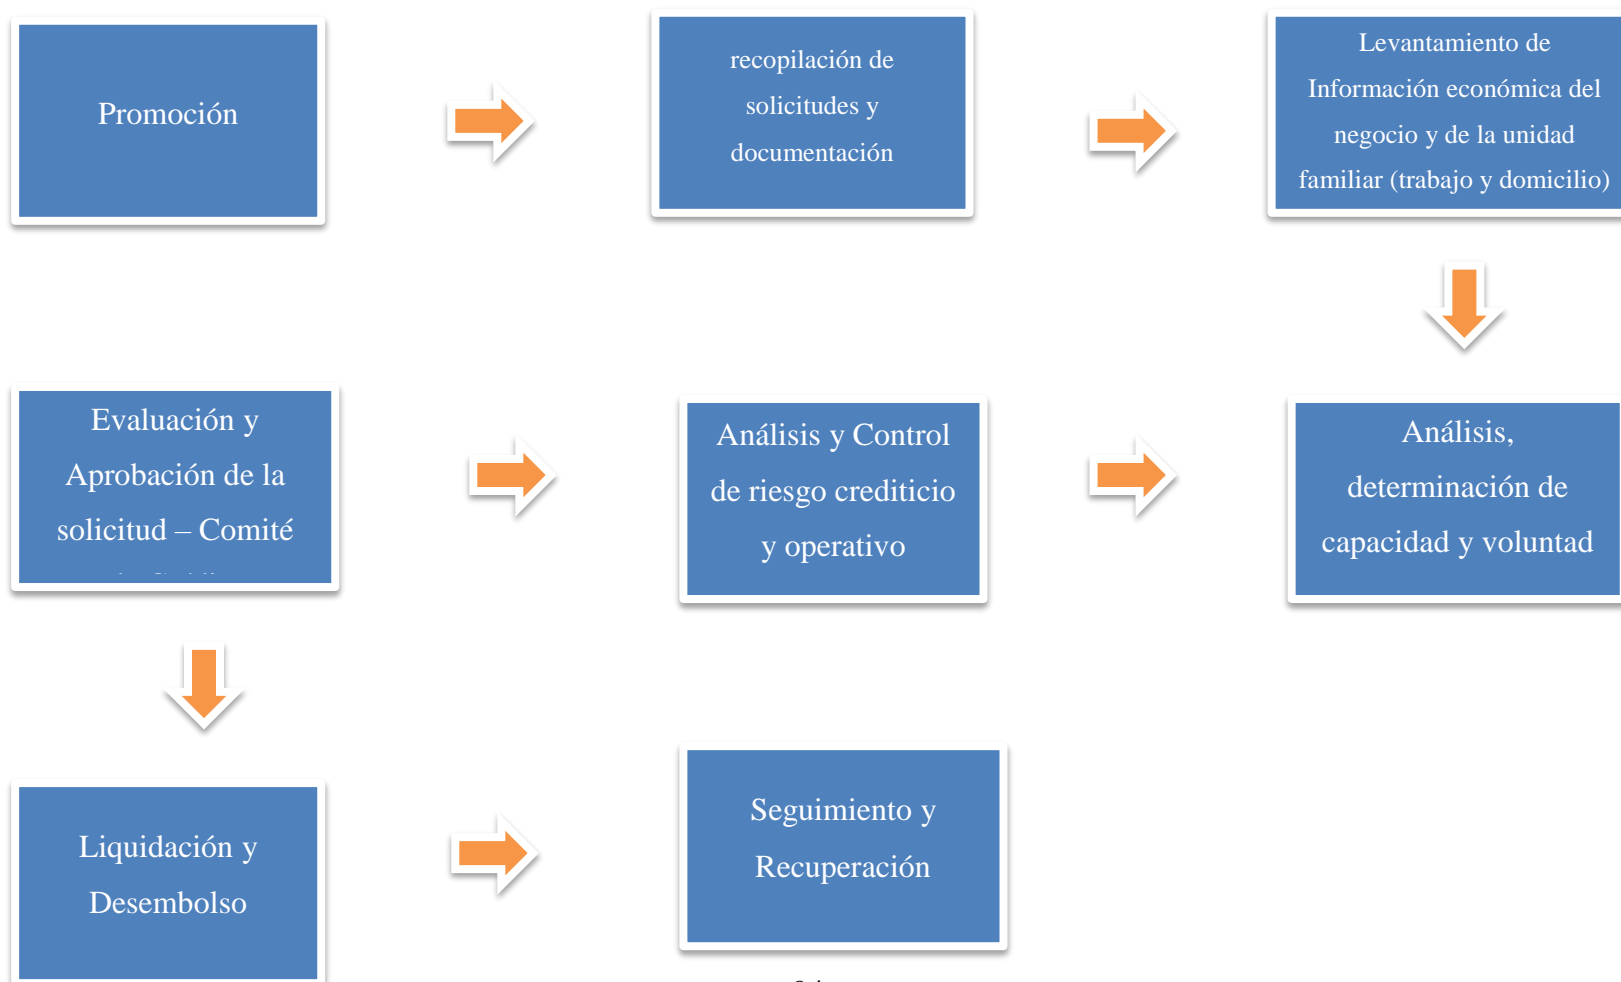 Promoción
recopilación de
solicitudes y
documentación
Levantamiento de
Información económica del
negocio y de la unidad
familiar (trabajo y domicilio)
Evaluación y
Aprobación de la
solicitud – Comité
Análisis y Control
de riesgo crediticio
y operativo
Análisis,
determinación de
capacidad y voluntad
Liquidación y
Desembolso
Seguimiento y
Recuperación